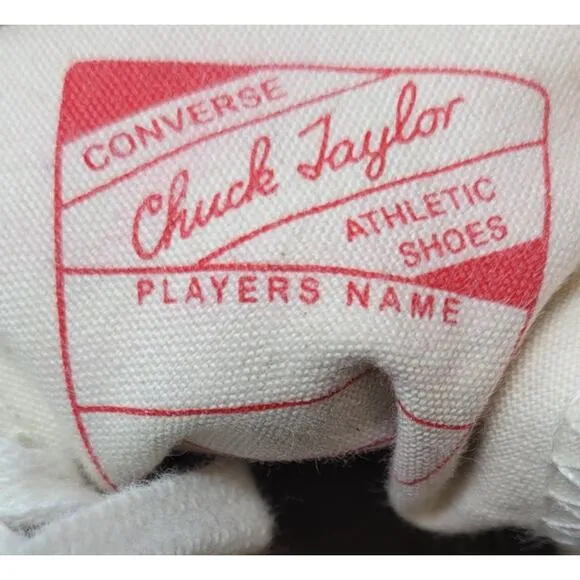 CONVERSE
Chuck Taylor
ATHLETIC
SHOES
PLAYERS NAME